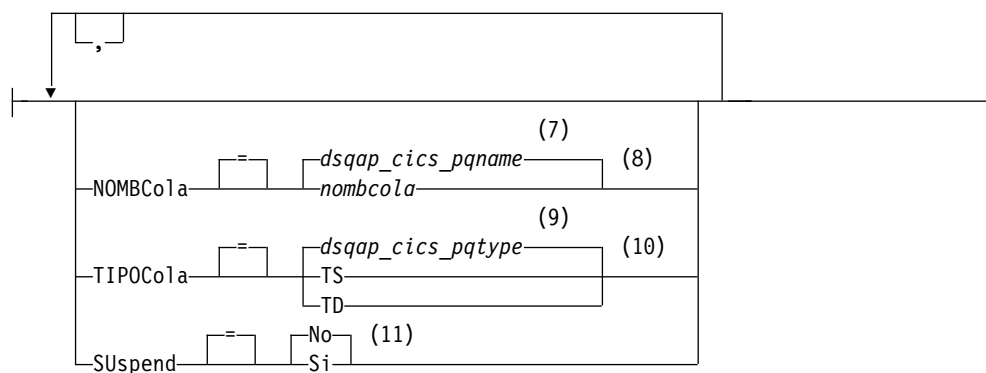 ,
(7)
= dsqap_cics_pqname (8)
NOMBCola nombcola
(9)
= dsqap_cics_pqtype (10)
TIPOCola TS
TD
= No (11)
SUspend Si